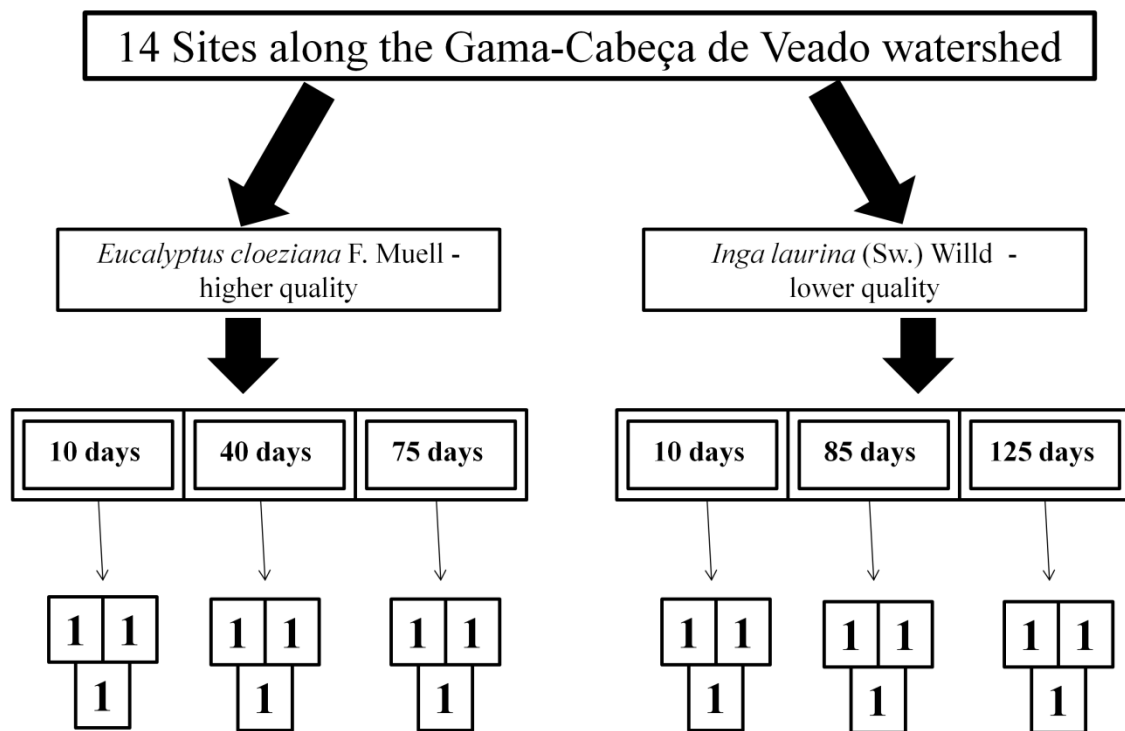 14 Sites along the Gama-Cabeça de Veado watershed
Eucalyptus cloeziana F. Muell -
higher quality
Inga laurina (Sw.) Willd -
lower quality
10 days
40 days
75 days
10 days
85 days
125 days
1 1
1 1
1 1
1 1
1 1
1 1
1
1
1
1
1
1